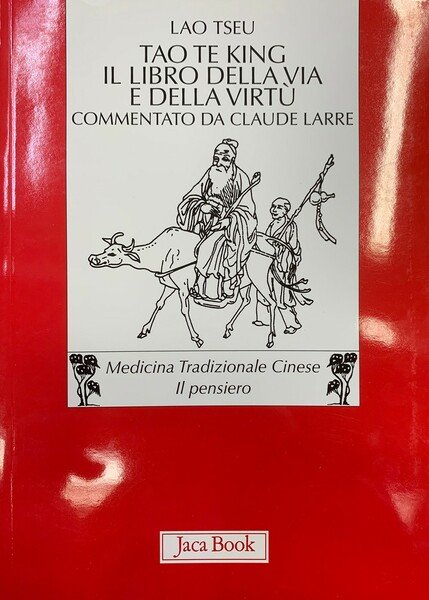 LAO TSEU
TAO TE KING
IL LIBRO DELLA VIA
E DELLA VIRTÙ
COMMENTATO DA CLAUDE LARRE
Medicina Tradizionale Cinese
Il pensiero
Jaca Book